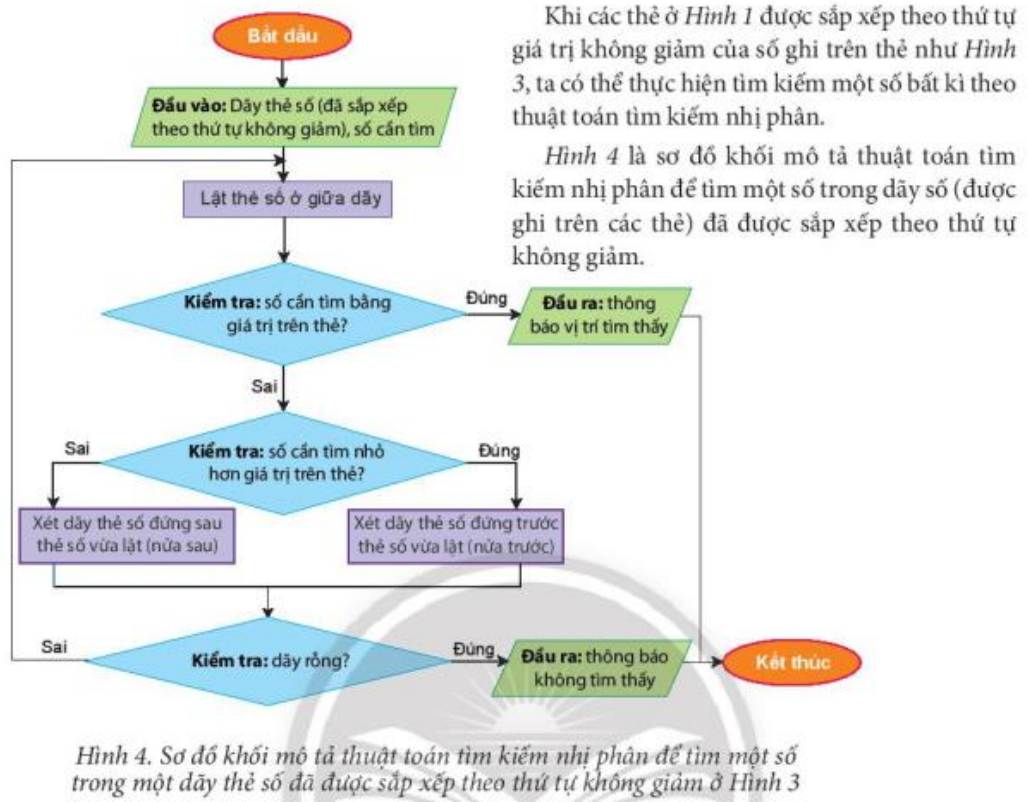 Bắt đầu
Đầu vào: Dãy thẻ số (đã sắp xếp
theo thứ tự không giảm), số cần tìm
Lật thẻ số ở giữa dãy
Kiểm tra: số cần tìm bằng
giá trị trên thẻ?
Đúng
Đầu ra: thông
báo vị trí tìm thấy
Sai
Kiểm tra: số cần tìm nhỏ
hơn giá trị trên thẻ?
Sai
Đúng
Xét dãy thẻ số đứng sau
thẻ số vừa lật (nửa sau)
Xét dãy thẻ số đứng trước
thẻ số vừa lật (nửa trước)
Kiểm tra: dãy rỗng?
Sai
Đúng
Đầu ra: thông báo
không tìm thấy
Kết thúc
Khi các thẻ ở Hình 1 được sắp xếp theo thứ tự
giá trị không giảm của số ghi trên thẻ như Hình
3, ta có thể thực hiện tìm kiếm một số bất kì theo
thuật toán tìm kiếm nhị phân.
Hình 4 là sơ đồ khối mô tả thuật toán tìm
kiếm nhị phân để tìm một số trong dãy số (được
ghi trên các thẻ) đã được sắp xếp theo thứ tự
không giảm.
Hình 4. Sơ đồ khối mô tả thuật toán tìm kiếm nhị phân để tìm một số
trong một dãy thẻ số đã được sắp xếp theo thứ tự không giảm ở Hình 3